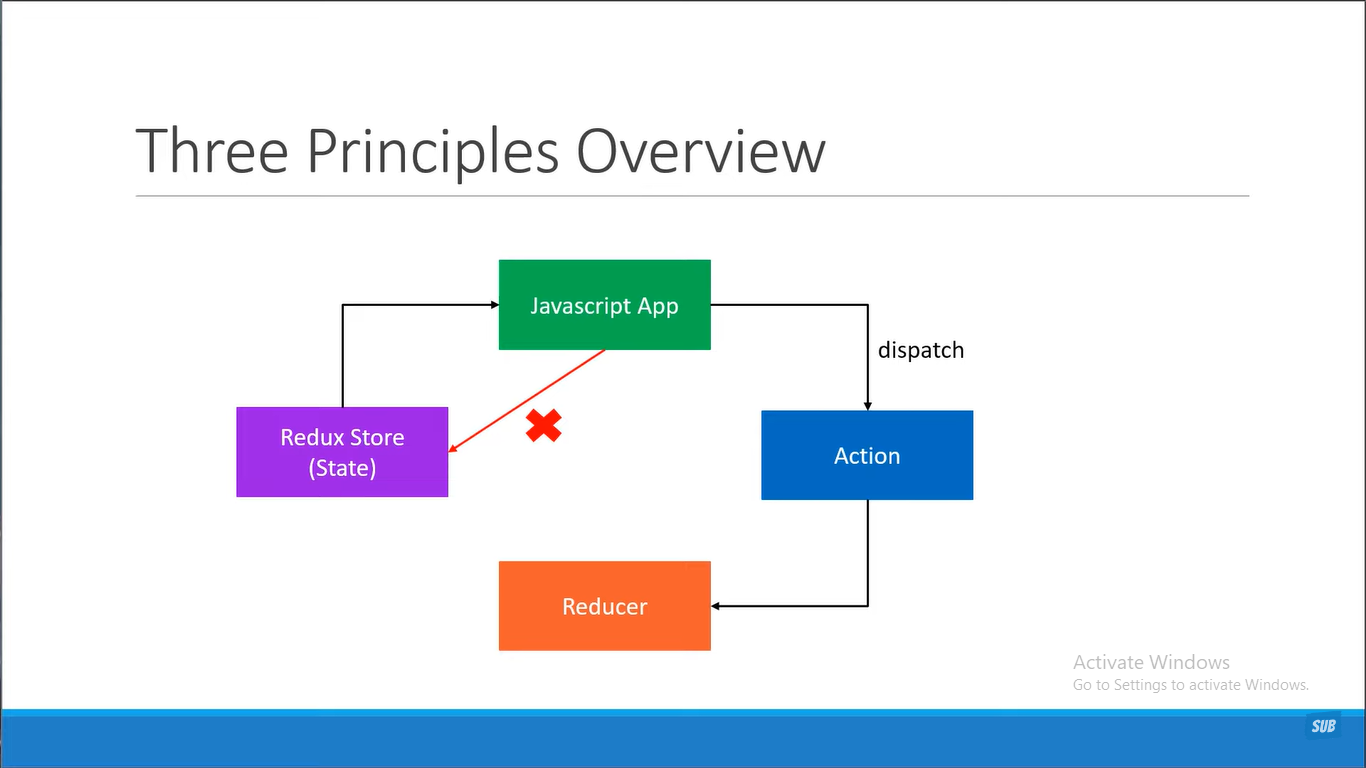 Three Principles Overview
Javascript App
dispatch
Redux Store
(State)
Action
Reducer
Activate Windows
Go to Settings to activate Windows.
SUB